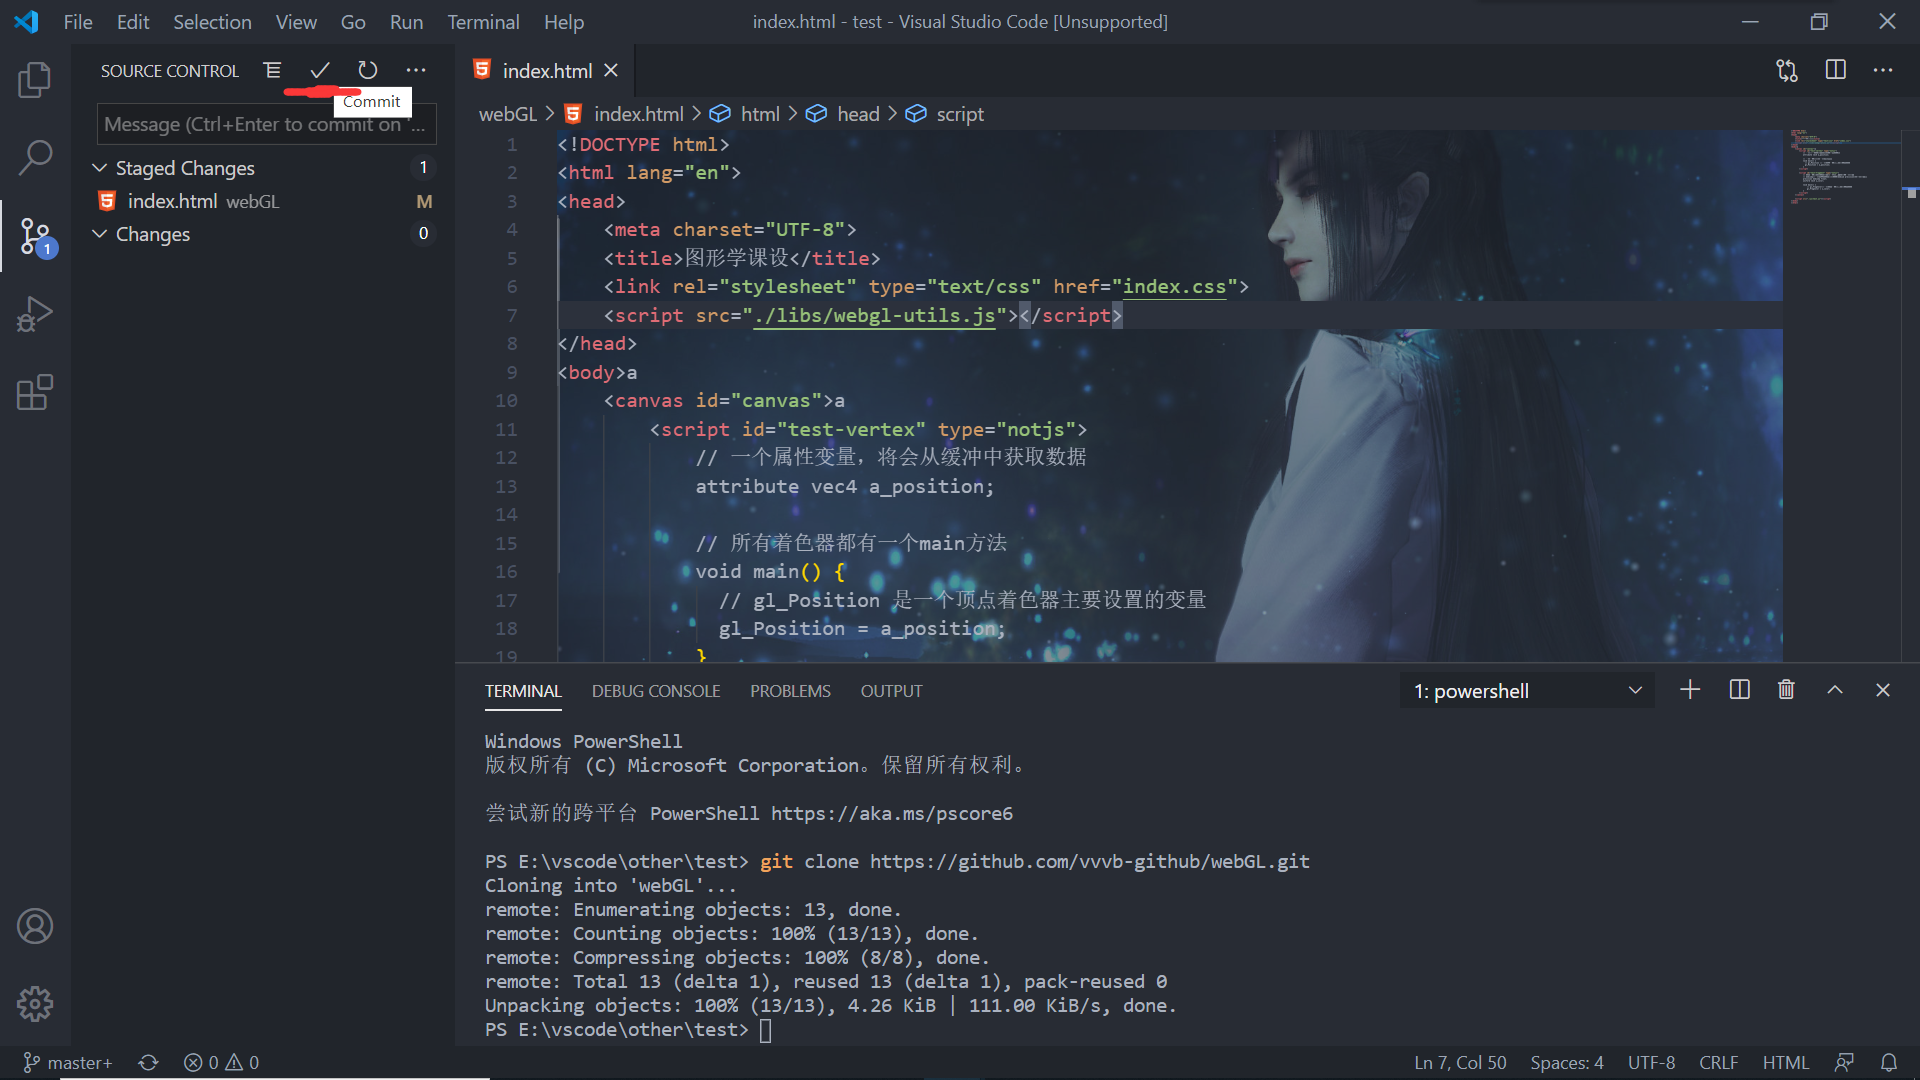 File Edit Selection View Go Run Terminal Help
index.html - test - Visual Studio Code [Unsupported]
SOURCE CONTROL
Commit
Message (Ctrl+Enter to commit on '...
Staged Changes 1
index.html webGL M
Changes 0
1
index.html
webGL > index.html > html > head > script
1 <!DOCTYPE html>
2 <html lang="en">
3 <head>
4 <meta charset="UTF-8">
5 <title>图形学课设</title>
6 <link rel="stylesheet" type="text/css" href="index.css">
7 <script src="./libs/webgl-utils.js"></script>
8 </head>
9 <body>a
10 <canvas id="canvas">a
11 <script id="test-vertex" type="notjs">
12 // 一个属性变量，将会从缓冲中获取数据
13 attribute vec4 a_position;
14
15 // 所有着色器都有一个main方法
16 void main() {
17 // gl_Position 是一个顶点着色器主要设置的变量
18 gl_Position = a_position;
19 }
TERMINAL DEBUG CONSOLE PROBLEMS OUTPUT
1: powershell
Windows PowerShell
版权所有 (C) Microsoft Corporation。保留所有权利。
尝试新的跨平台 PowerShell https://aka.ms/pscore6
PS E:\vscode\other\test> git clone https://github.com/vvvb-github/webGL.git
Cloning into 'webGL'...
remote: Enumerating objects: 13, done.
remote: Counting objects: 100% (13/13), done.
remote: Compressing objects: 100% (8/8), done.
remote: Total 13 (delta 1), reused 13 (delta 1), pack-reused 0
Unpacking objects: 100% (13/13), 4.26 KiB | 111.00 KiB/s, done.
PS E:\vscode\other\test>
master+ 0 0 Ln 7, Col 50 Spaces: 4 UTF-8 CRLF HTML